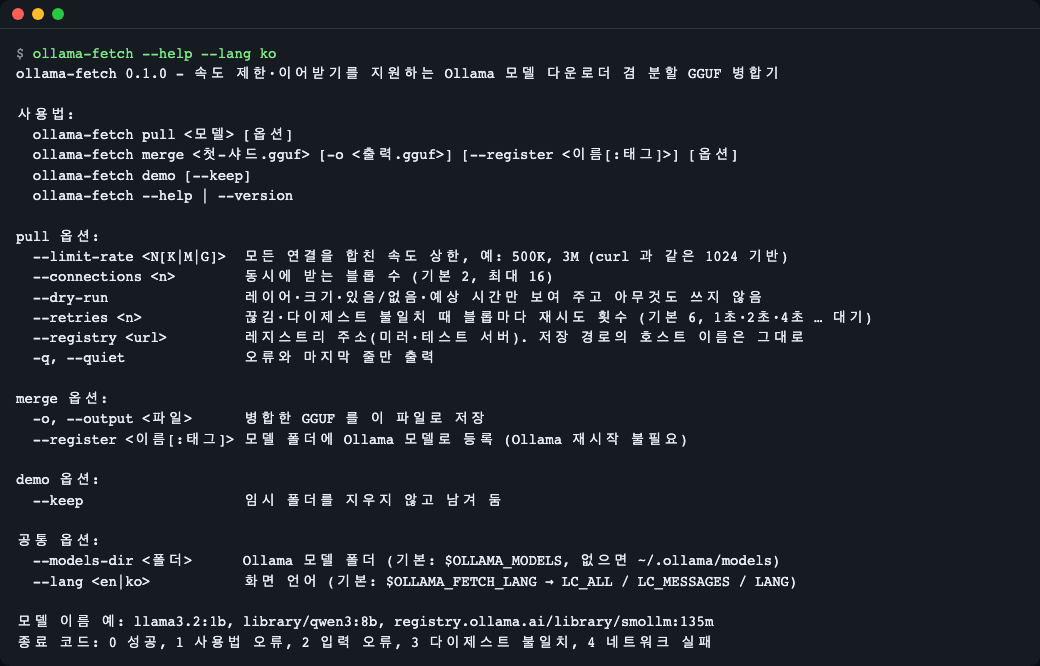 $ ollama-fetch --help --lang ko
ollama-fetch 0.1.0 - 속도 제한·이어받기를 지원하는 Ollama 모델 다운로더 겸 분할 GGUF 병합기
사용법:
ollama-fetch pull <모델> [옵션]
ollama-fetch merge <첫-샤드.gguf> [-o <출력.gguf>] [--register <이름[:태그]>] [옵션]
ollama-fetch demo [--keep]
ollama-fetch --help | --version
pull 옵션:
--limit-rate <N[K|M|G]> 모든 연결을 합친 속도 상한, 예: 500K, 3M (curl 과 같은 1024 기반)
--connections <n> 동시에 받는 블롭 수 (기본 2, 최대 16)
--dry-run 레이어·크기·있음/없음·예상 시간만 보여 주고 아무것도 쓰지 않음
--retries <n> 끊김·다이제스트 불일치 때 블롭마다 재시도 횟수 (기본 6, 1초·2초·4초 … 대기)
--registry <url> 레지스트리 주소(미러·테스트 서버). 저장 경로의 호스트 이름은 그대로
-q, --quiet 오류와 마지막 줄만 출력
merge 옵션:
-o, --output <파일> 병합한 GGUF 를 이 파일로 저장
--register <이름[:태그]> 모델 폴더에 Ollama 모델로 등록 (Ollama 재시작 불필요)
demo 옵션:
--keep 임시 폴더를 지우지 않고 남겨 둠
공통 옵션:
--models-dir <폴더> Ollama 모델 폴더 (기본: $OLLAMA_MODELS, 없으면 ~/.ollama/models)
--lang <en|ko> 화면 언어 (기본: $OLLAMA_FETCH_LANG → LC_ALL / LC_MESSAGES / LANG)
모델 이름 예: llama3.2:1b, library/qwen3:8b, registry.ollama.ai/library/smollm:135m
종료 코드: 0 성공, 1 사용법 오류, 2 입력 오류, 3 다이제스트 불일치, 4 네트워크 실패